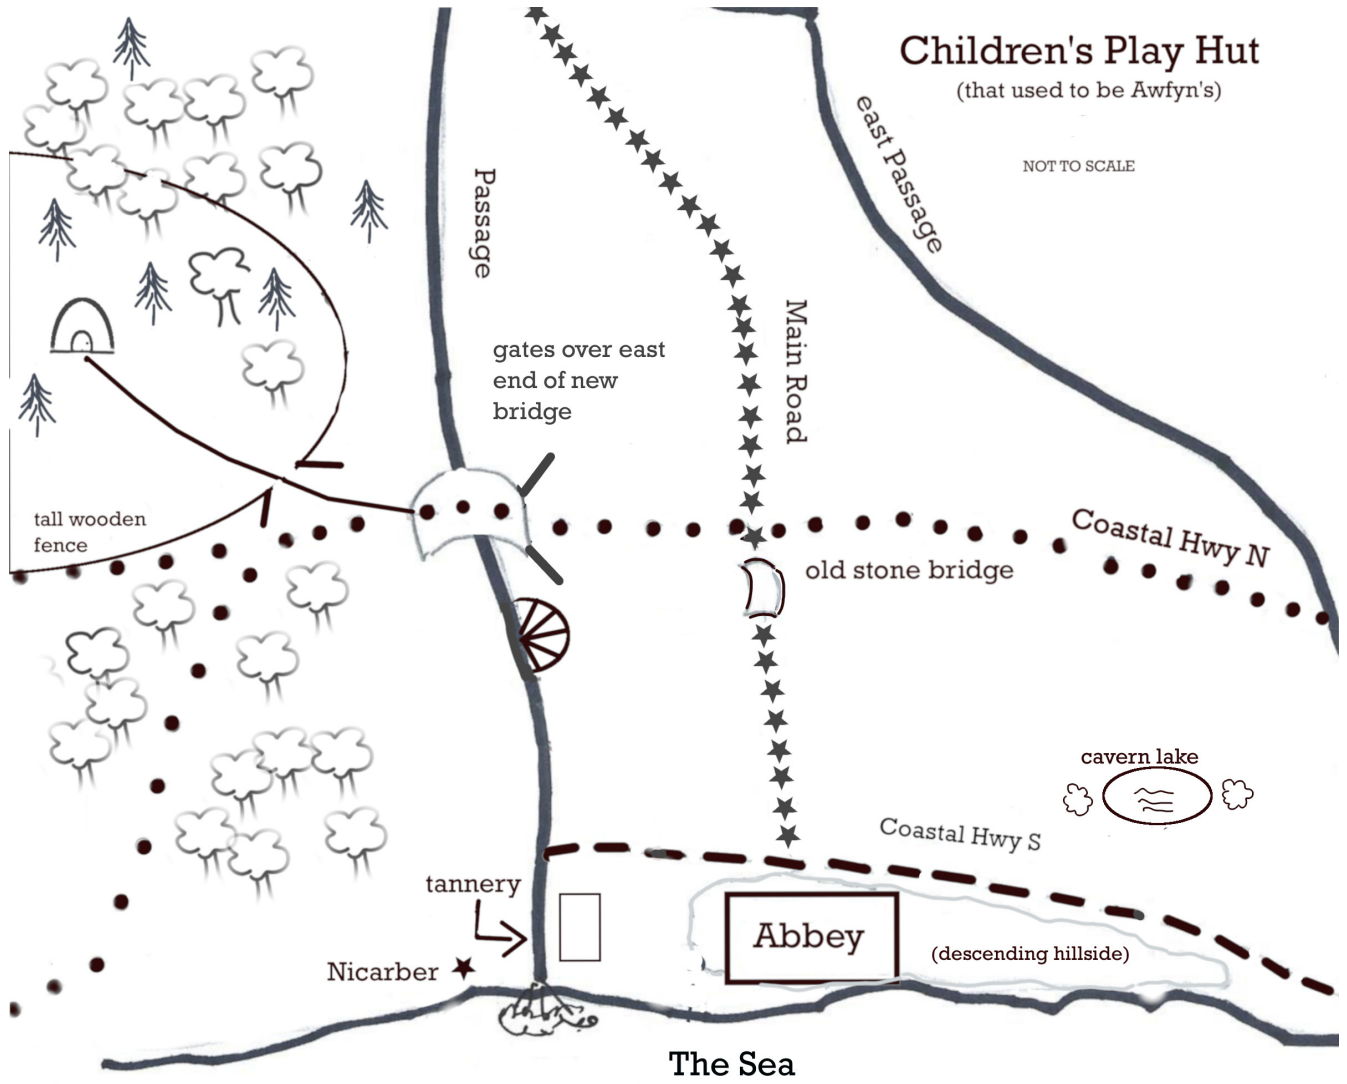 Children's Play Hut
(that used to be Awfyn's)
NOT TO SCALE
east Passage
Passage
Main Road
gates over east
end of new
bridge
tall wooden
fence
Coastal Hwy N
old stone bridge
cavern lake
Coastal Hwy S
tannery
Abbey
(descending hillside)
Nicarber
The Sea